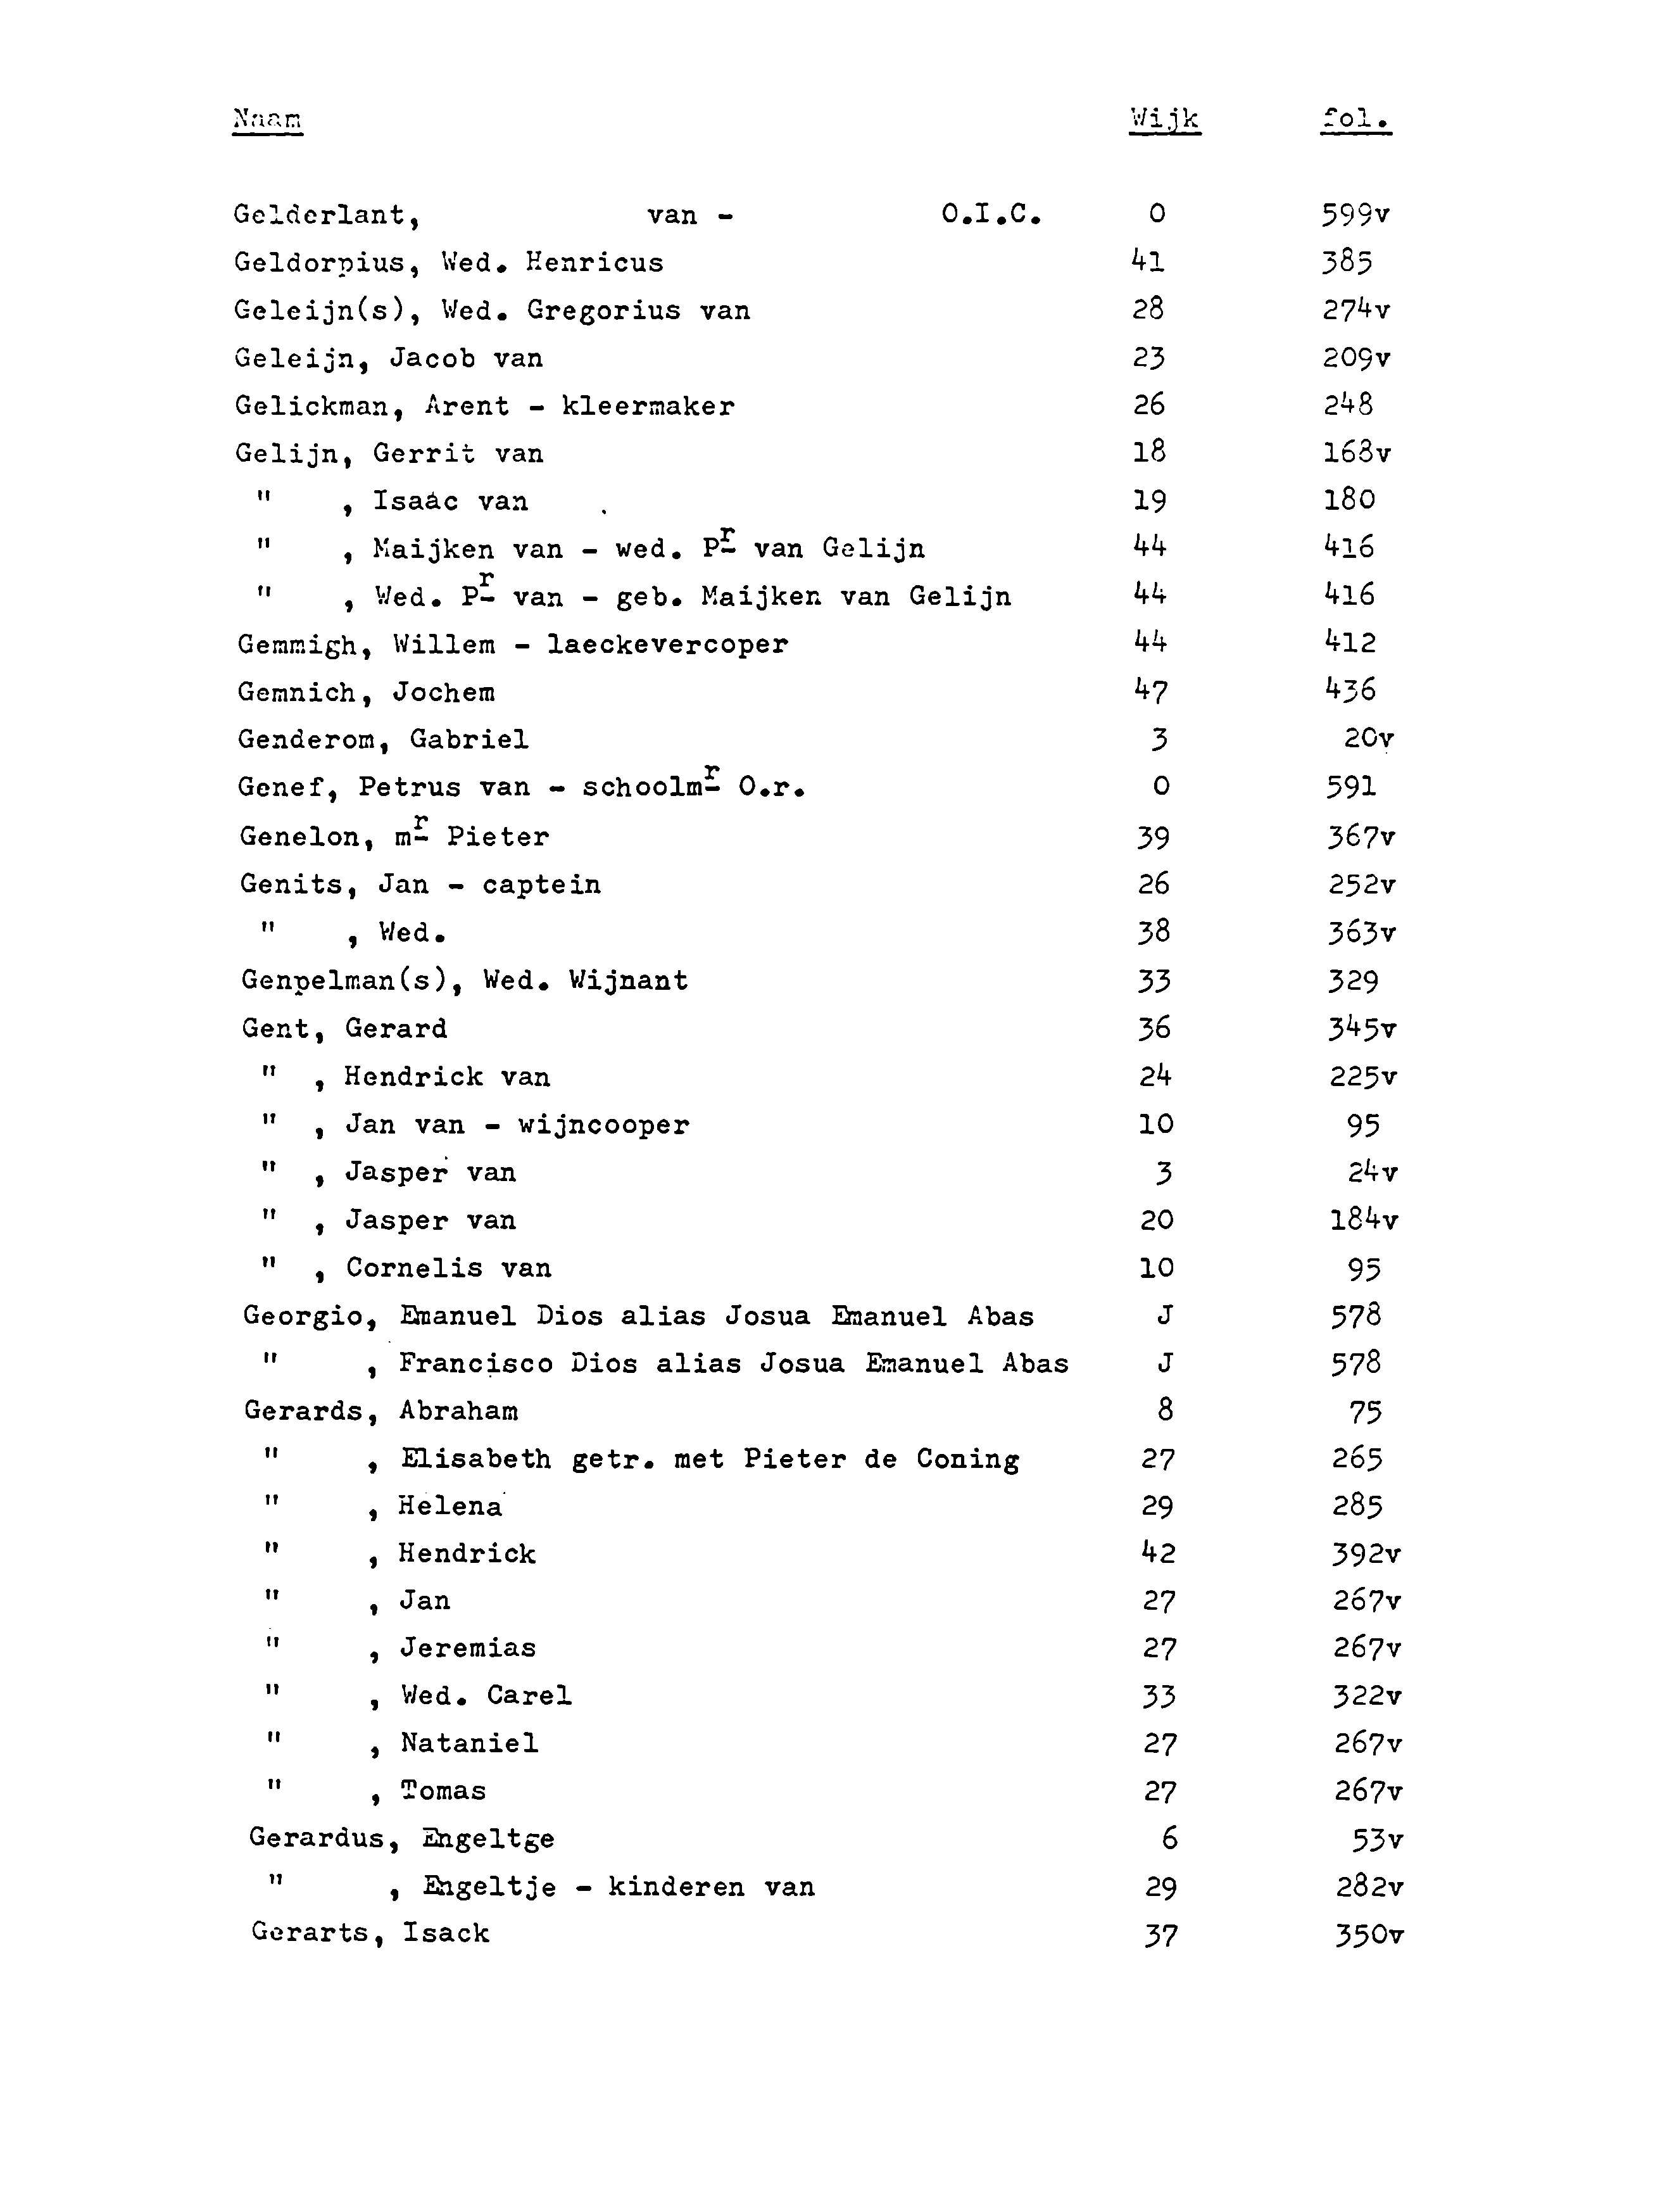 Naam Wijk fol.
Gelderlant, van - O.I.C. 0 599v
Geldorpius, Wed. Henricus 41 385
Geleijn(s), Wed. Gregorius van 28 274v
Geleijn, Jacob van 23 209v
Gelickman, Arent - kleermaker 26 248
Gelijn, Gerrit van 18 168v
" , Isaäc van 19 180
" , Maijken van - wed. Pr van Gelijn 44 416
" , Wed. Pr van - geb. Maijken van Gelijn 44 416
Gemmigh, Willem - laeckevercoper 44 412
Gemnich, Jochem 47 436
Genderom, Gabriel 3 20v
Genef, Petrus van - schoolmr O.r. 0 591
Genelon, mr Pieter 39 367v
Genits, Jan - captein 26 252v
" , Wed. 38 363v
Genpelman(s), Wed. Wijnant 33 329
Gent, Gerard 36 345v
" , Hendrick van 24 225v
" , Jan van - wijncooper 10 95
" , Jasper van 3 24v
" , Jasper van 20 184v
" , Cornelis van 10 95
Georgio, Emanuel Dios alias Josua Emanuel Abas J 578
" , Francisco Dios alias Josua Emanuel Abas J 578
Gerards, Abraham 8 75
" , Elisabeth getr. met Pieter de Coning 27 265
" , Helena 29 285
" , Hendrick 42 392v
" , Jan 27 267v
" , Jeremias 27 267v
" , Wed. Carel 33 322v
" , Nataniel 27 267v
" , Tomas 27 267v
Gerardus, Engeltge 6 53v
" , Engeltje - kinderen van 29 282v
Gerarts, Isack 37 350v